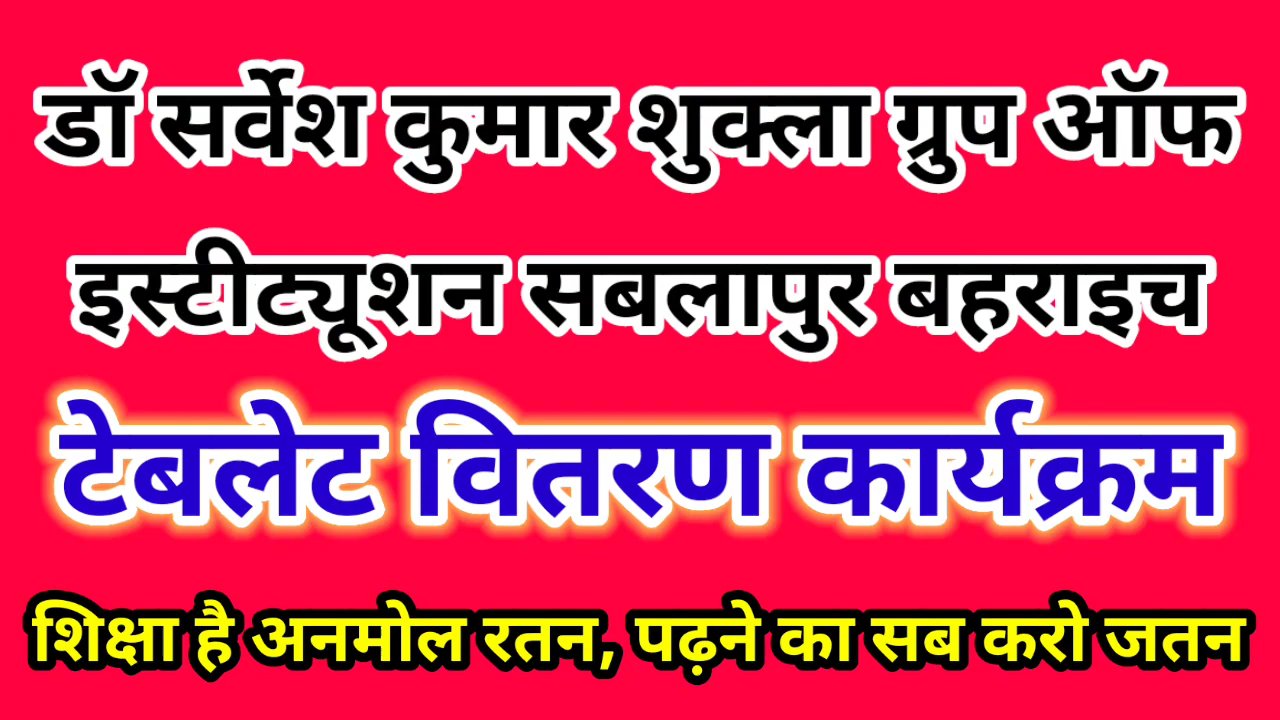 डॉ सर्वेश कुमार शुक्ला ग्रुप ऑफ
इस्टीट्यूशन सबलापुर बहराइच
टेबलेट वितरण कार्यक्रम
शिक्षा है अनमोल रतन, पढ़ने का सब करो जतन